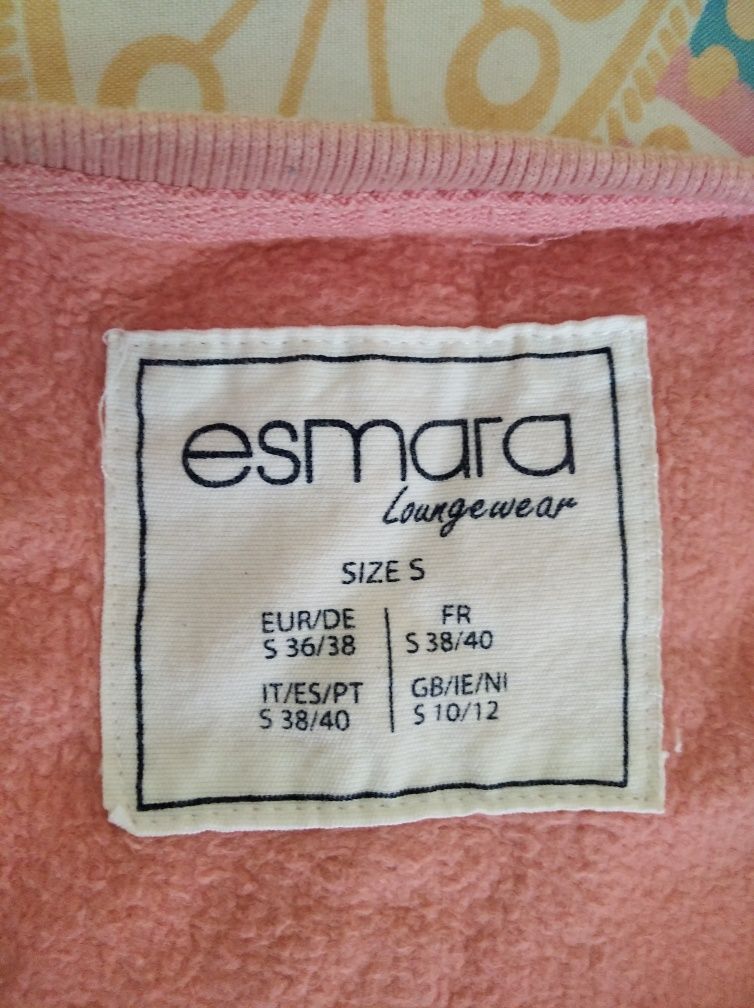 esmara
Loungewear
SIZE S
EUR/DE
S 36/38
FR
S 38/40
IT/ES/PT
S 38/40
GB/IE/NI
S 10/12